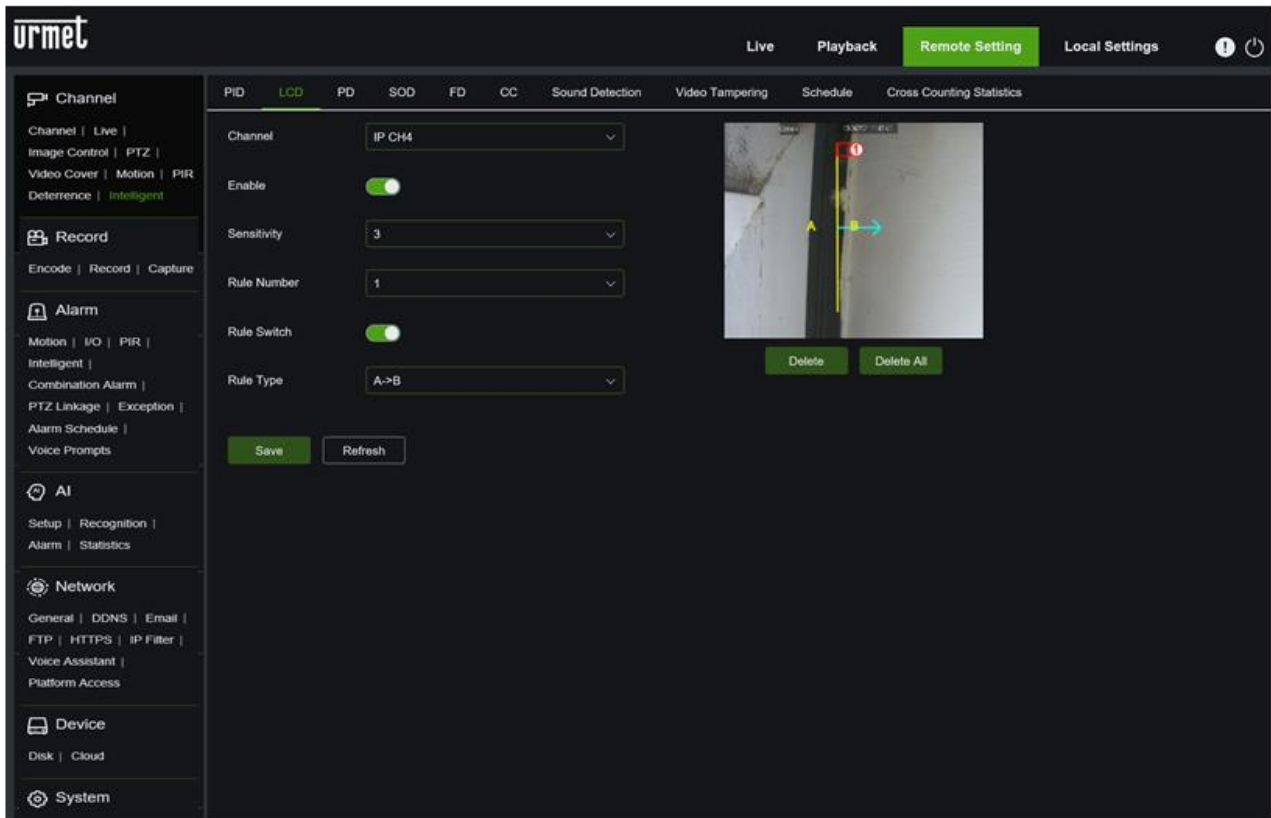 urmet
Live Playback Remote Setting Local Settings
Channel
Channel | Live |
Image Control | PTZ |
Video Cover | Motion | PIR
Deterrence | Intelligent
Record
Encode | Record | Capture
Alarm
Motion | I/O | PIR |
Intelligent |
Combination Alarm |
PTZ Linkage | Exception |
Alarm Schedule |
Voice Prompts
AI
Setup | Recognition |
Alarm | Statistics
Network
General | DDNS | Email |
FTP | HTTPS | IP Filter |
Voice Assistant |
Platform Access
Device
Disk | Cloud
System
PID LCD PD SOD FD CC Sound Detection Video Tampering Schedule Cross Counting Statistics
Channel IP CH4
Enable
Sensitivity 3
Rule Number 1
Rule Switch
Rule Type A->B
Save Refresh
1
A B
Delete Delete All